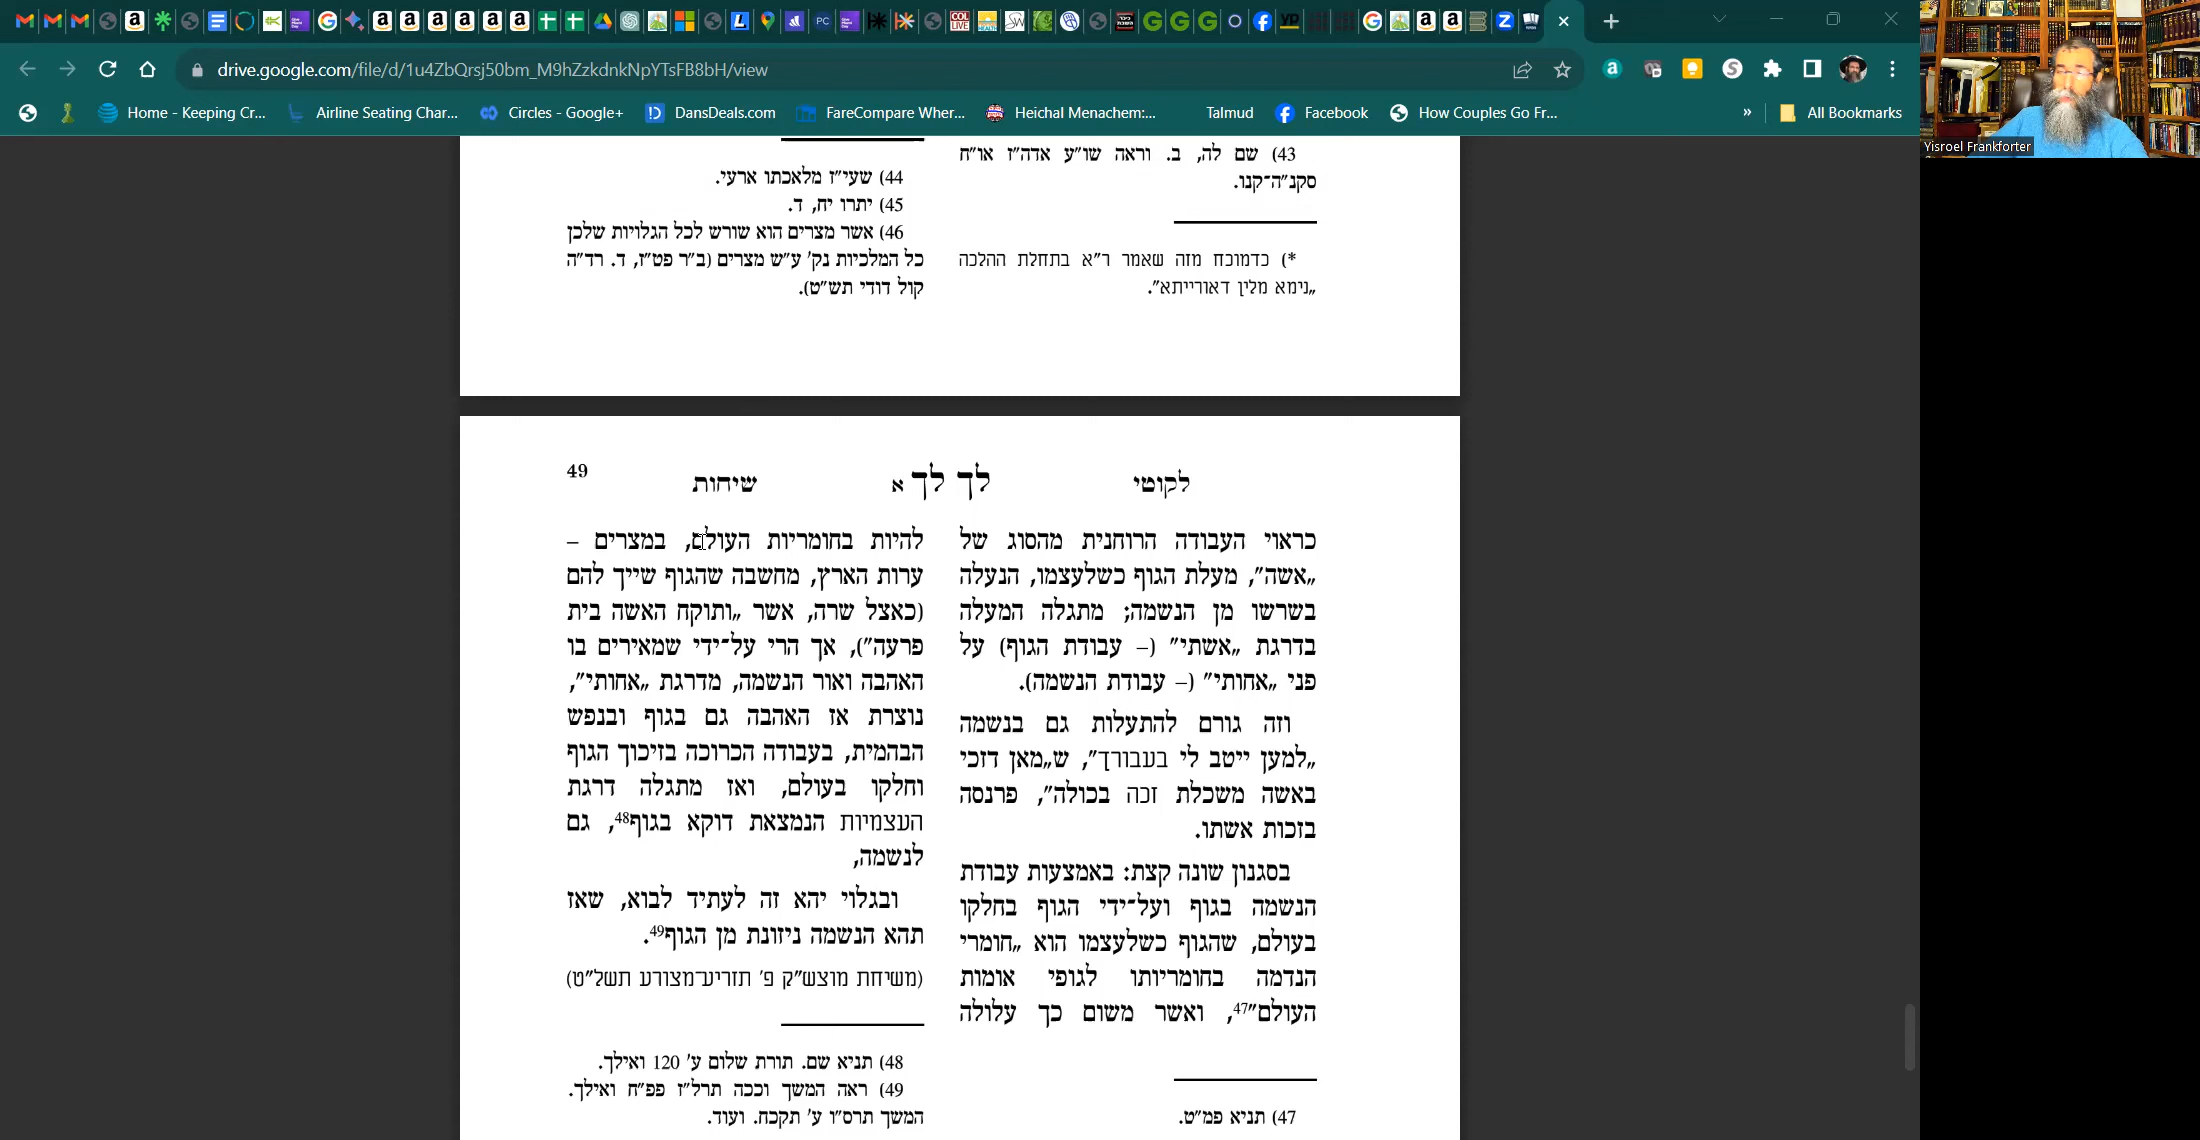 drive.google.com/file/d/1u4ZbQrsj50bm_M9hZzkdnkNpYTsFB8bH/view
Home - Keeping Cr...
Airline Seating Char...
Circles - Google+
DansDeals.com
FareCompare Wher...
Heichal Menachem:...
Talmud
Facebook
How Couples Go Fr...
»
All Bookmarks
Yisroel Frankforter
43) שם לה, ב. וראה שו״ע אדה״ז או״ח
סקנ״ה־קנו.
*) כדמוכח מזה שאמר ר״א בתחלת ההלכה
„נימא מלין דאורייתא״.
44) שעי״ז מלאכתו ארעי.
45) יתרו יח, ד.
46) אשר מצרים הוא שורש לכל הגלויות שלכן
כל המלכיות נק׳ ע״ש מצרים (ב״ר פט״ז, ד. רד״ה
קול דודי תש״ט).
לקוטי
לך לך א
שיחות
49
כראוי העבודה הרוחנית מהסוג של
„אשה״, מעלת הגוף כשלעצמו, הנעלה
בשרשו מן הנשמה; מתגלה המעלה
בדרגת „אשתי״ (– עבודת הגוף) על
פני „אחותי״ (– עבודת הנשמה).
וזה גורם להתעלות גם בנשמה
„למען ייטב לי בעבורך״, ש„מאן דזכי
באשה משכלת זכה בכולה״, פרנסה
בזכות אשתו.
בסגנון שונה קצת: באמצעות עבודת
הנשמה בגוף ועל־ידי הגוף בחלקו
בעולם, שהגוף כשלעצמו הוא „חומרי
הנדמה בחומריותו לגופי אומות
העולם״47, ואשר משום כך עלולה
47) תניא פמ״ט.
להיות בחומריות העולם, במצרים –
ערות הארץ, מחשבה שהגוף שייך להם
(כאצל שרה, אשר „ותוקח האשה בית
פרעה״), אך הרי על־ידי שמאירים בו
האהבה ואור הנשמה, מדרגת „אחותי״,
נוצרת אז האהבה גם בגוף ובנפש
הבהמית, בעבודה הכרוכה בזיכוך הגוף
וחלקו בעולם, ואז מתגלה דרגת
העצמיות הנמצאת דוקא בגוף48, גם
לנשמה,
ובגלוי יהא זה לעתיד לבוא, שאז
תהא הנשמה ניזונת מן הגוף49.
(משיחת מוצש״ק פ׳ תזריע־מצורע תשל״ט)
48) תניא שם. תורת שלום ע׳ 120 ואילך.
49) ראה המשך וככה תרל״ז פפ״ח ואילך.
המשך תרס״ו ע׳ תקכח. ועוד.